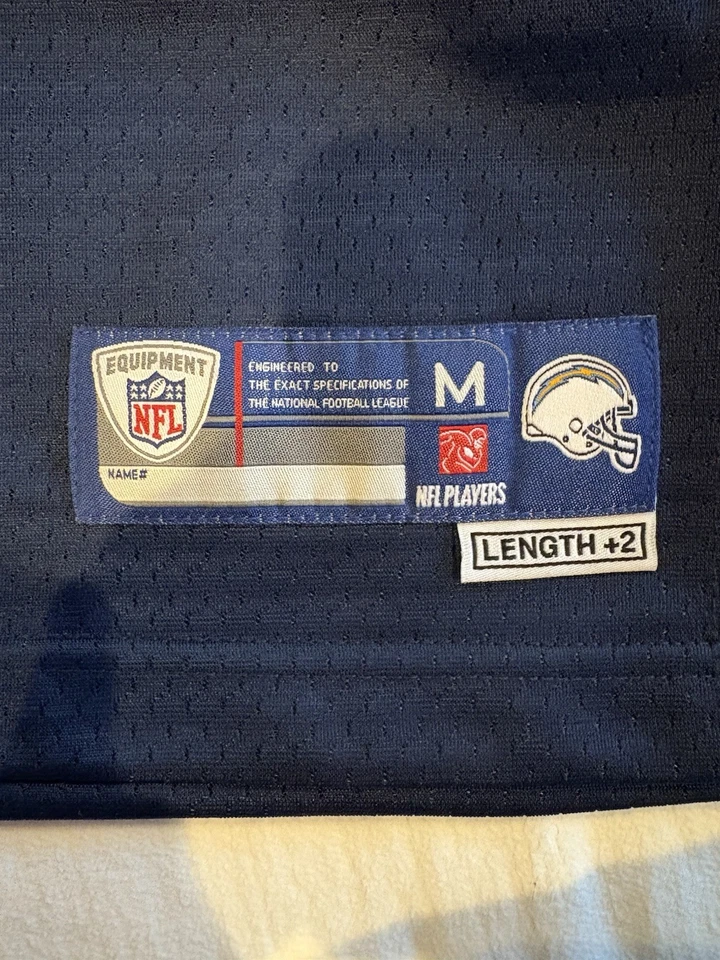 EQUIPMENT
NFL
ENGINEERED TO
THE EXACT SPECIFICATIONS OF
THE NATIONAL FOOTBALL LEAGUE
M
NAME#
NFL PLAYERS
LENGTH +2